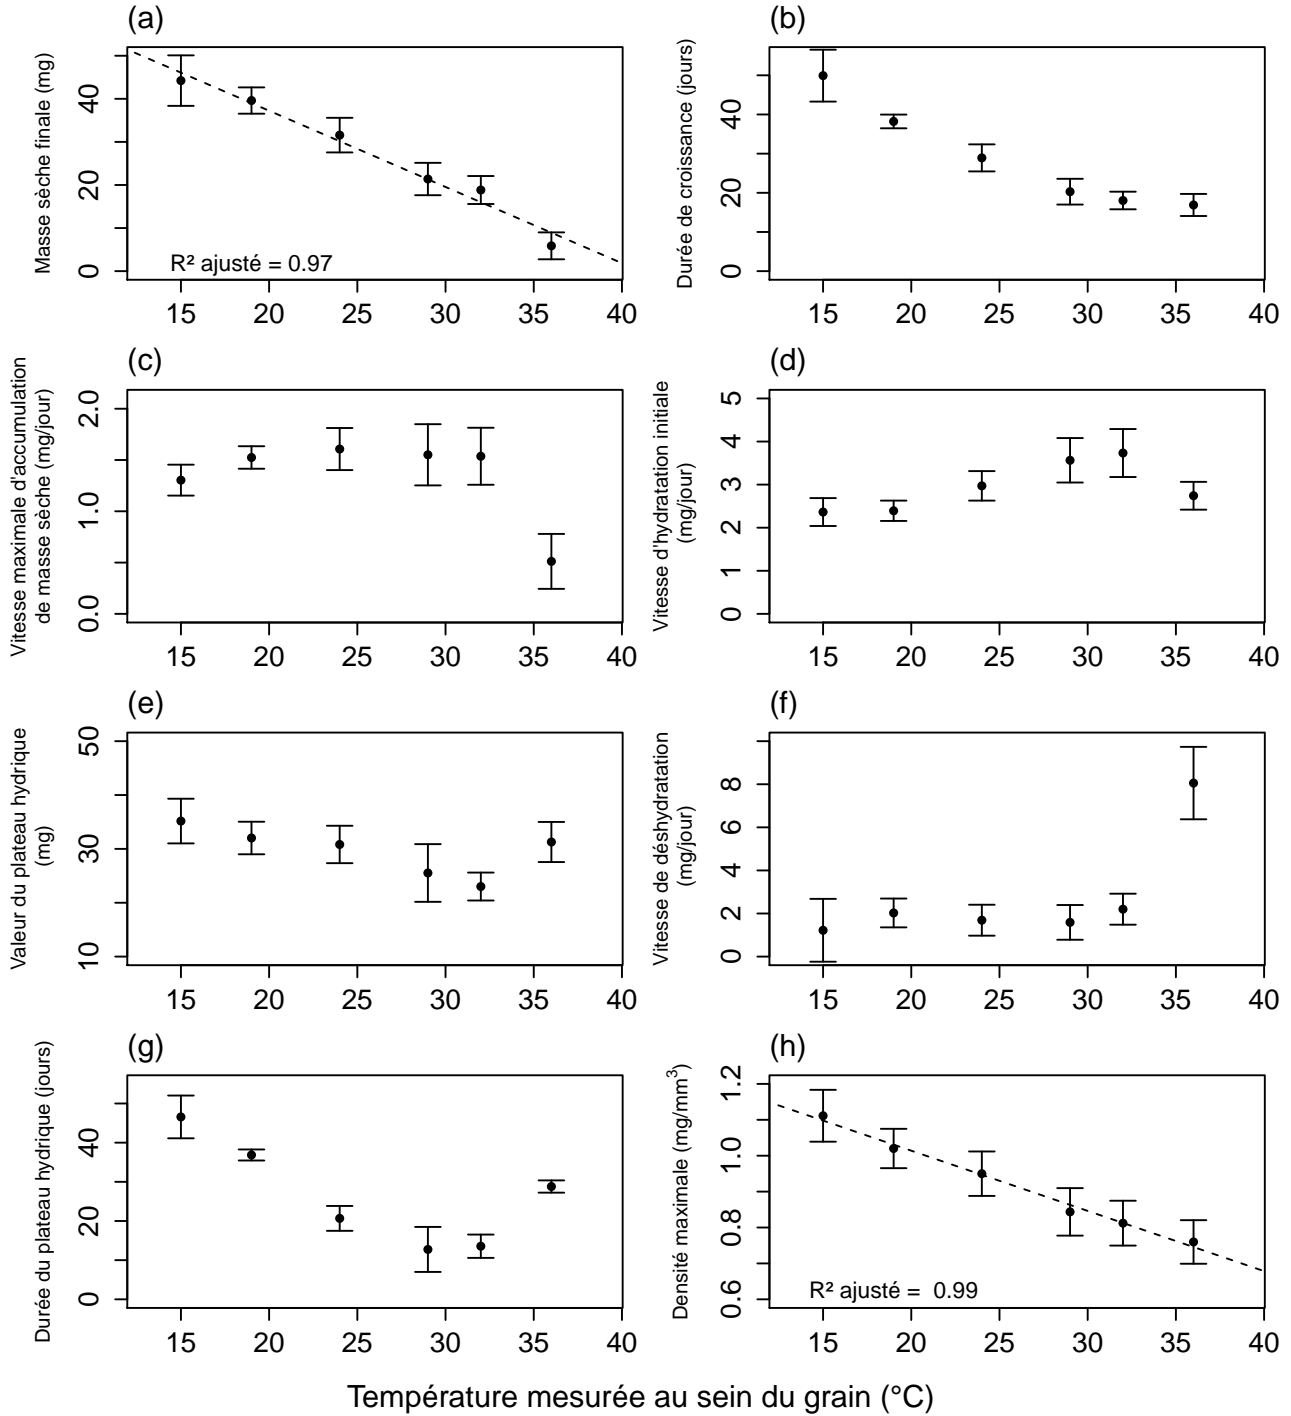 (a)
Masse sèche finale (mg)
0 20 40
R² ajusté = 0.97
15 20 25 30 35 40
(b)
Durée de croissance (jours)
0 20 40
15 20 25 30 35 40
(c)
Vitesse maximale d'accumulation
de masse sèche (mg/jour)
0.0 1.0 2.0
15 20 25 30 35 40
(d)
Vitesse d'hydratation initiale
(mg/jour)
0 1 2 3 4 5
15 20 25 30 35 40
(e)
Valeur du plateau hydrique
(mg)
10 30 50
15 20 25 30 35 40
(f)
Vitesse de déshydratation
(mg/jour)
0 2 4 6 8
15 20 25 30 35 40
(g)
Durée du plateau hydrique (jours)
0 20 40
15 20 25 30 35 40
(h)
Densité maximale (mg/mm³)
0.6 0.8 1.0 1.2
R² ajusté = 0.99
15 20 25 30 35 40
Température mesurée au sein du grain (°C)